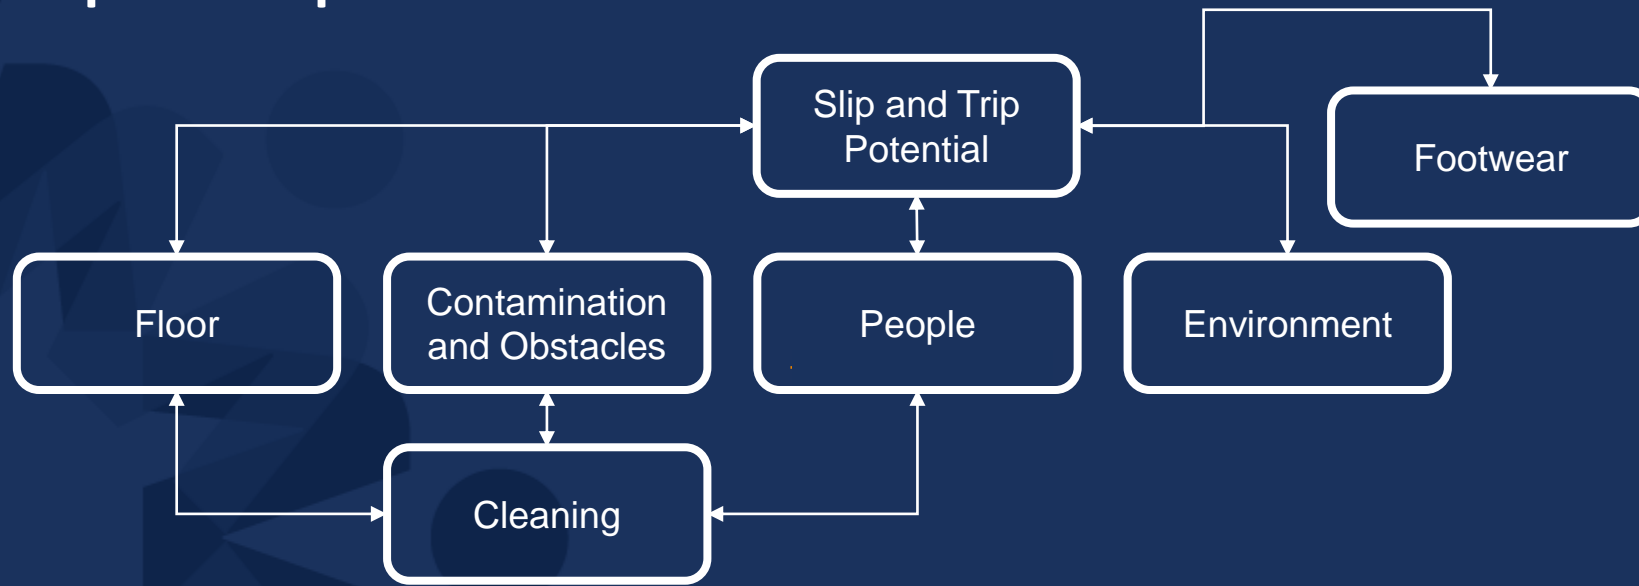 Slip and Trip
Potential
Footwear
Floor
Contamination
and Obstacles
People
Environment
Cleaning